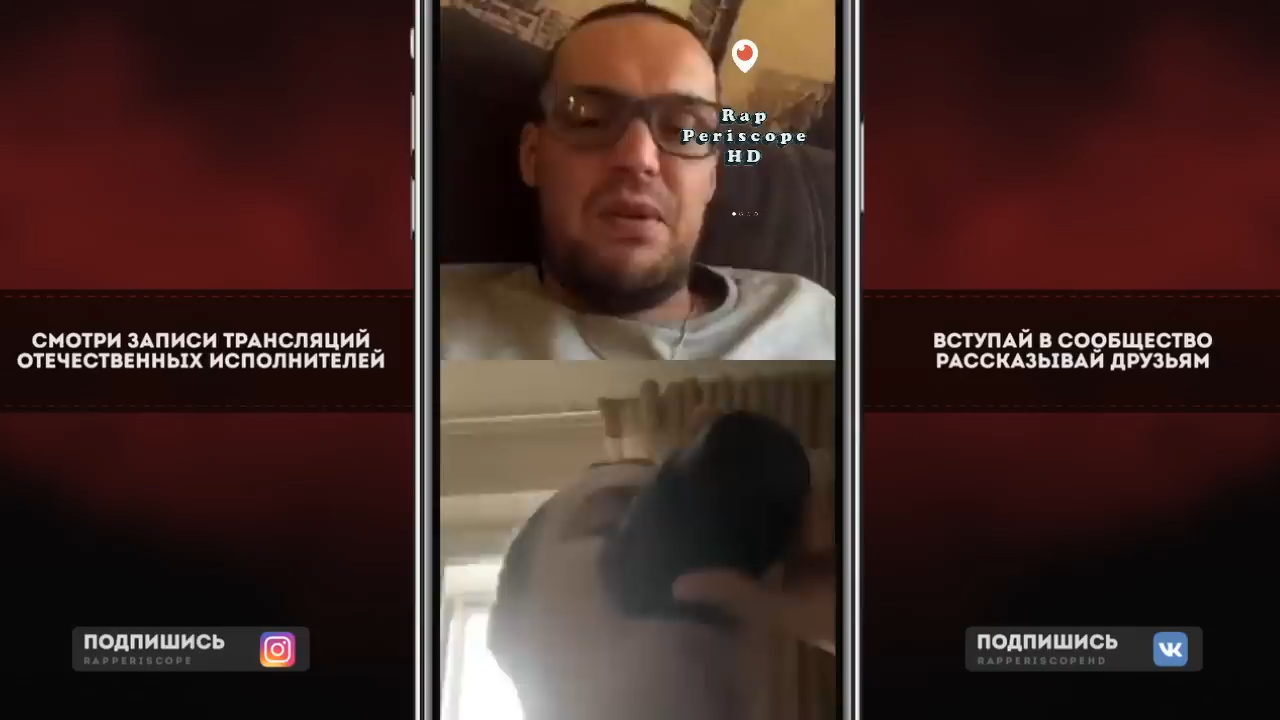 Rap
Periscope
HD
СМОТРИ ЗАПИСИ ТРАНСЛЯЦИЙ
ОТЕЧЕСТВЕННЫХ ИСПОЛНИТЕЛЕЙ
ВСТУПАЙ В СООБЩЕСТВО
РАССКАЗЫВАЙ ДРУЗЬЯМ
ПОДПИШИСЬ
RAPPERISCOPE
ПОДПИШИСЬ
RAPPERISCOPEHD